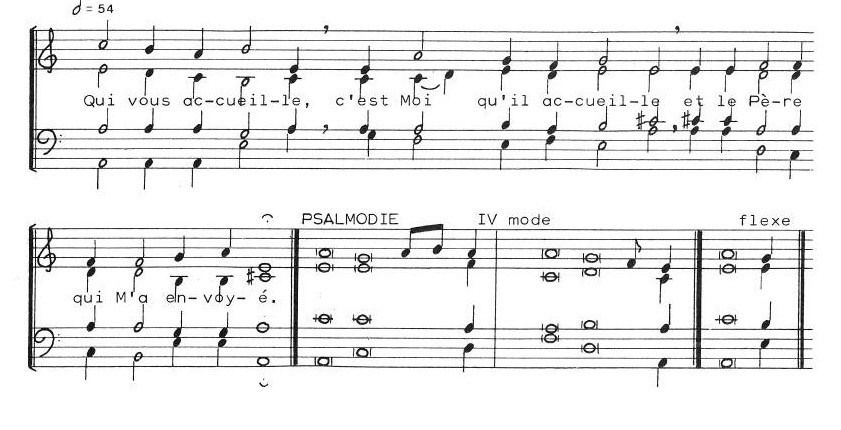 𝅗𝅥 = 54
Qui vous ac-cueil-le, c'est Moi qu'il ac-cueil-le et le Pè-re
PSALMODIE IV mode flexe
qui M'a en-voy-é.